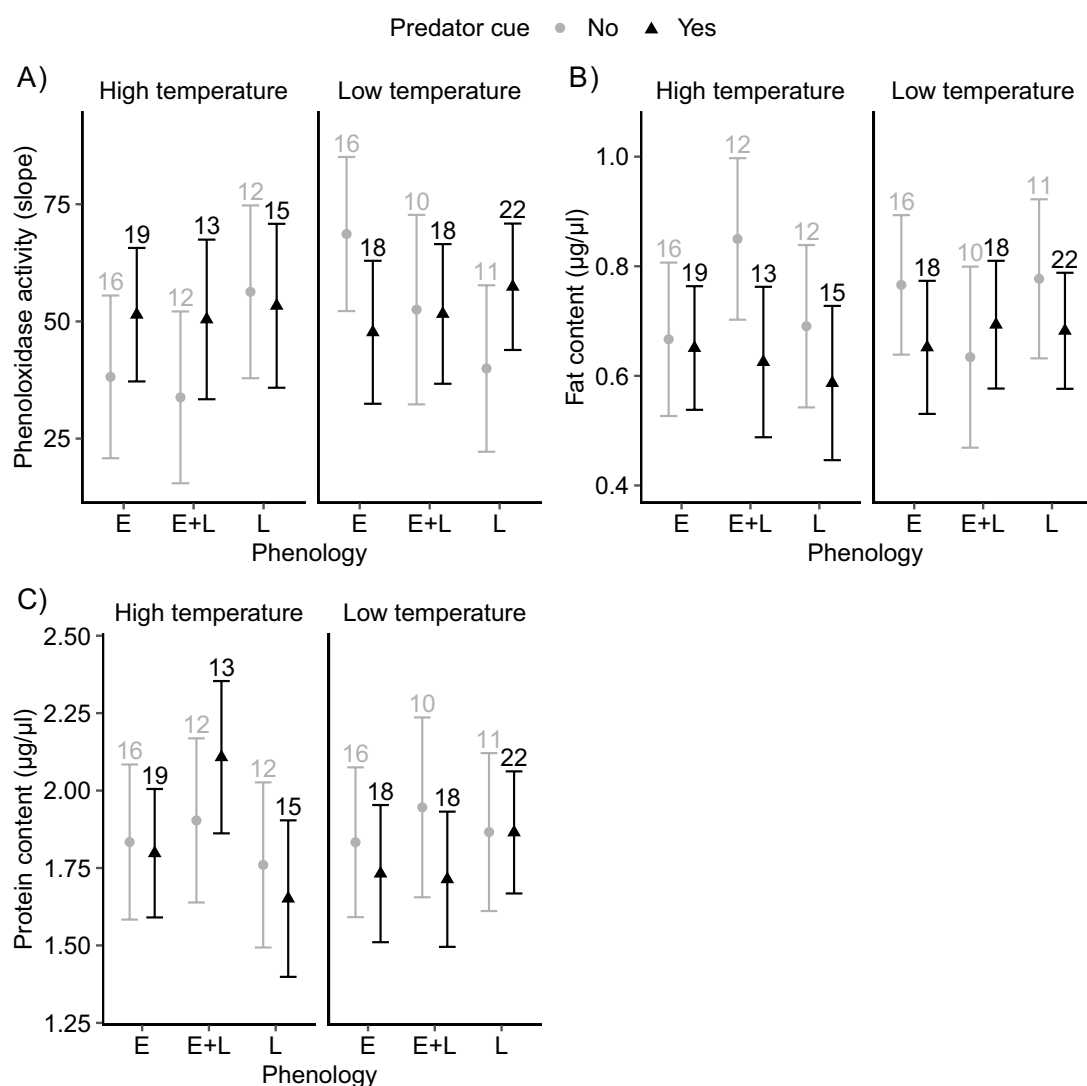 Predator cue No Yes
A)
High temperature Low temperature
Phenoloxidase activity (slope)
75
50
25
16 19 12 13 12 15
16 18 10 18 11 22
E E+L L E E+L L
Phenology
B)
High temperature Low temperature
Fat content (µg/µl)
1.0
0.8
0.6
0.4
16 19 12 13 12 15
16 18 10 18 11 22
E E+L L E E+L L
Phenology
C)
High temperature Low temperature
Protein content (µg/µl)
2.50
2.25
2.00
1.75
1.50
1.25
16 19 12 13 12 15
16 18 10 18 11 22
E E+L L E E+L L
Phenology